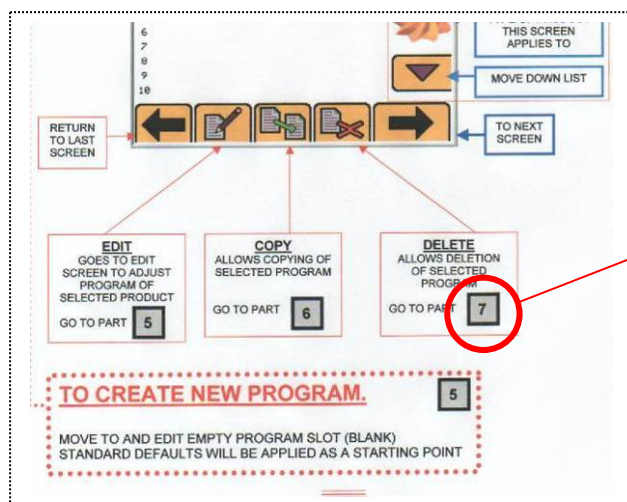 THIS SCREEN
APPLIES TO
6
7
8
9
10
MOVE DOWN LIST
RETURN
TO LAST
SCREEN
TO NEXT
SCREEN
EDIT
GOES TO EDIT
SCREEN TO ADJUST
PROGRAM OF
SELECTED PRODUCT
GO TO PART 5
COPY
ALLOWS COPYING OF
SELECTED PROGRAM
GO TO PART 6
DELETE
ALLOWS DELETION
OF SELECTED
PROGRAM
GO TO PART 7
TO CREATE NEW PROGRAM. 5
MOVE TO AND EDIT EMPTY PROGRAM SLOT (BLANK)
STANDARD DEFAULTS WILL BE APPLIED AS A STARTING POINT